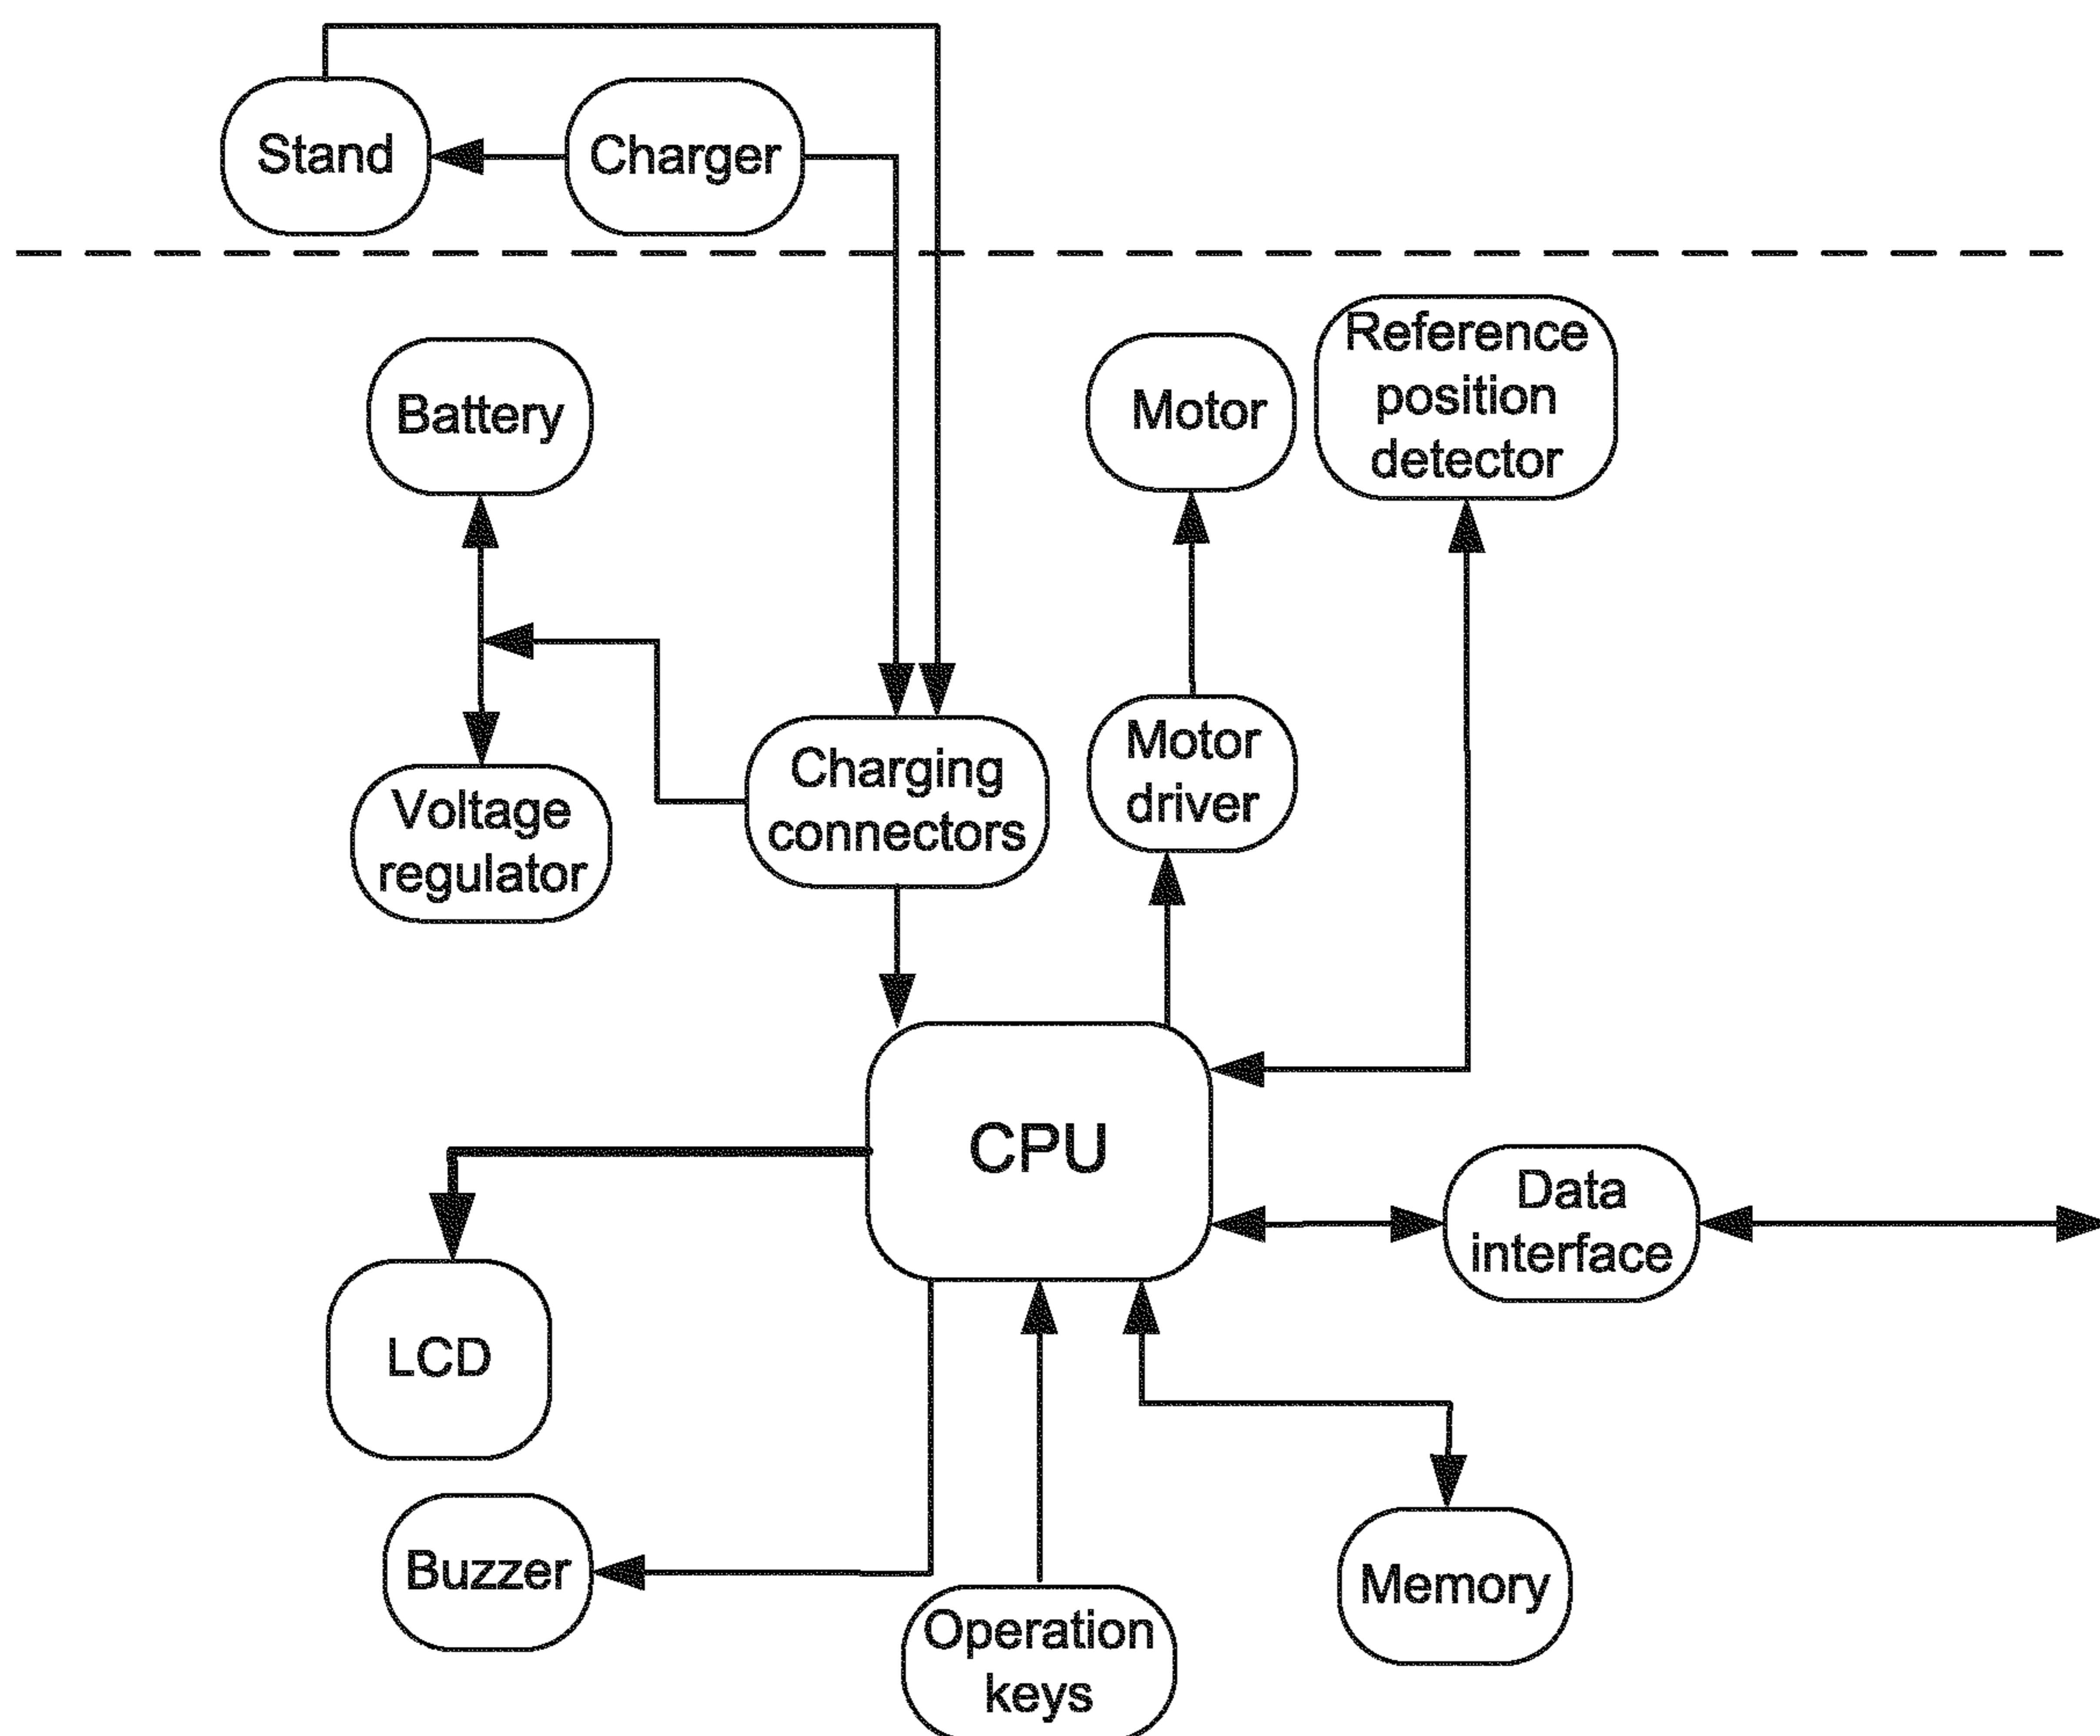 Stand
Charger
Reference
position
detector
Battery
Motor
Motor
driver
Charging
connectors
Voltage
regulator
CPU
Data
interface
LCD
Buzzer
Memory
Operation
keys